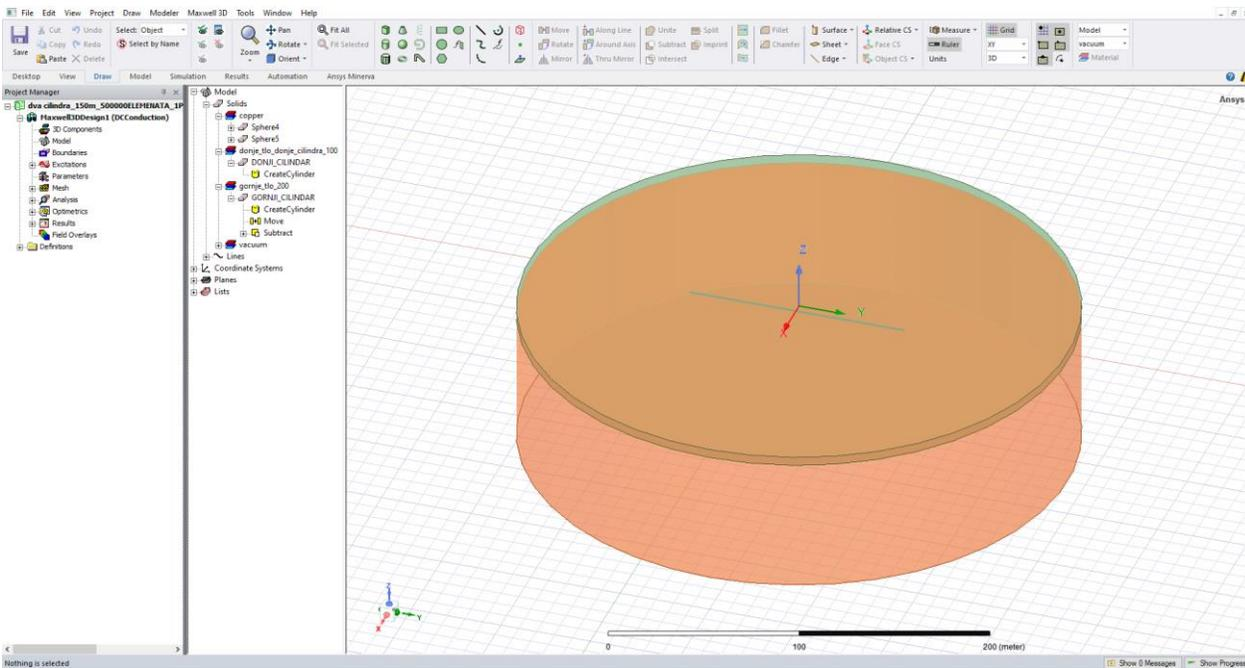 File Edit View Project Draw Modeler Maxwell 3D Tools Window Help
Save
Cut
Copy
Paste
Undo
Redo
Delete
Select: Object
Select by Name
Zoom
Pan
Rotate
Orient
Fit All
Fit Selected
Move
Rotate
Mirror
Along Line
Around Axis
Thru Mirror
Unite
Subtract
Intersect
Split
Imprint
Fillet
Chamfer
Surface
Sheet
Edge
Relative CS
Face CS
Object CS
Measure
Ruler
Units
Grid
XY
3D
Model
vacuum
Material
Desktop View Draw Model Simulation Results Automation Ansys Minerva
Project Manager
dva cilindra_150m_500000ELEMENATA_1P
Maxwell3DDesign1 (DCConduction)
3D Components
Model
Boundaries
Excitations
Parameters
Mesh
Analysis
Optimetrics
Results
Field Overlays
Definitions
Model
Solids
copper
Sphere4
Sphere5
donje_tlo_donje_cilindra_100
DONJI_CILINDAR
CreateCylinder
gornje_tlo_200
GORNJI_CILINDAR
CreateCylinder
Move
Subtract
vacuum
Lines
Coordinate Systems
Planes
Lists
Ansys
Z
Y
X
Z
Y
X
0 100 200 (meter)
Nothing is selected
Show 0 Messages Show Progress